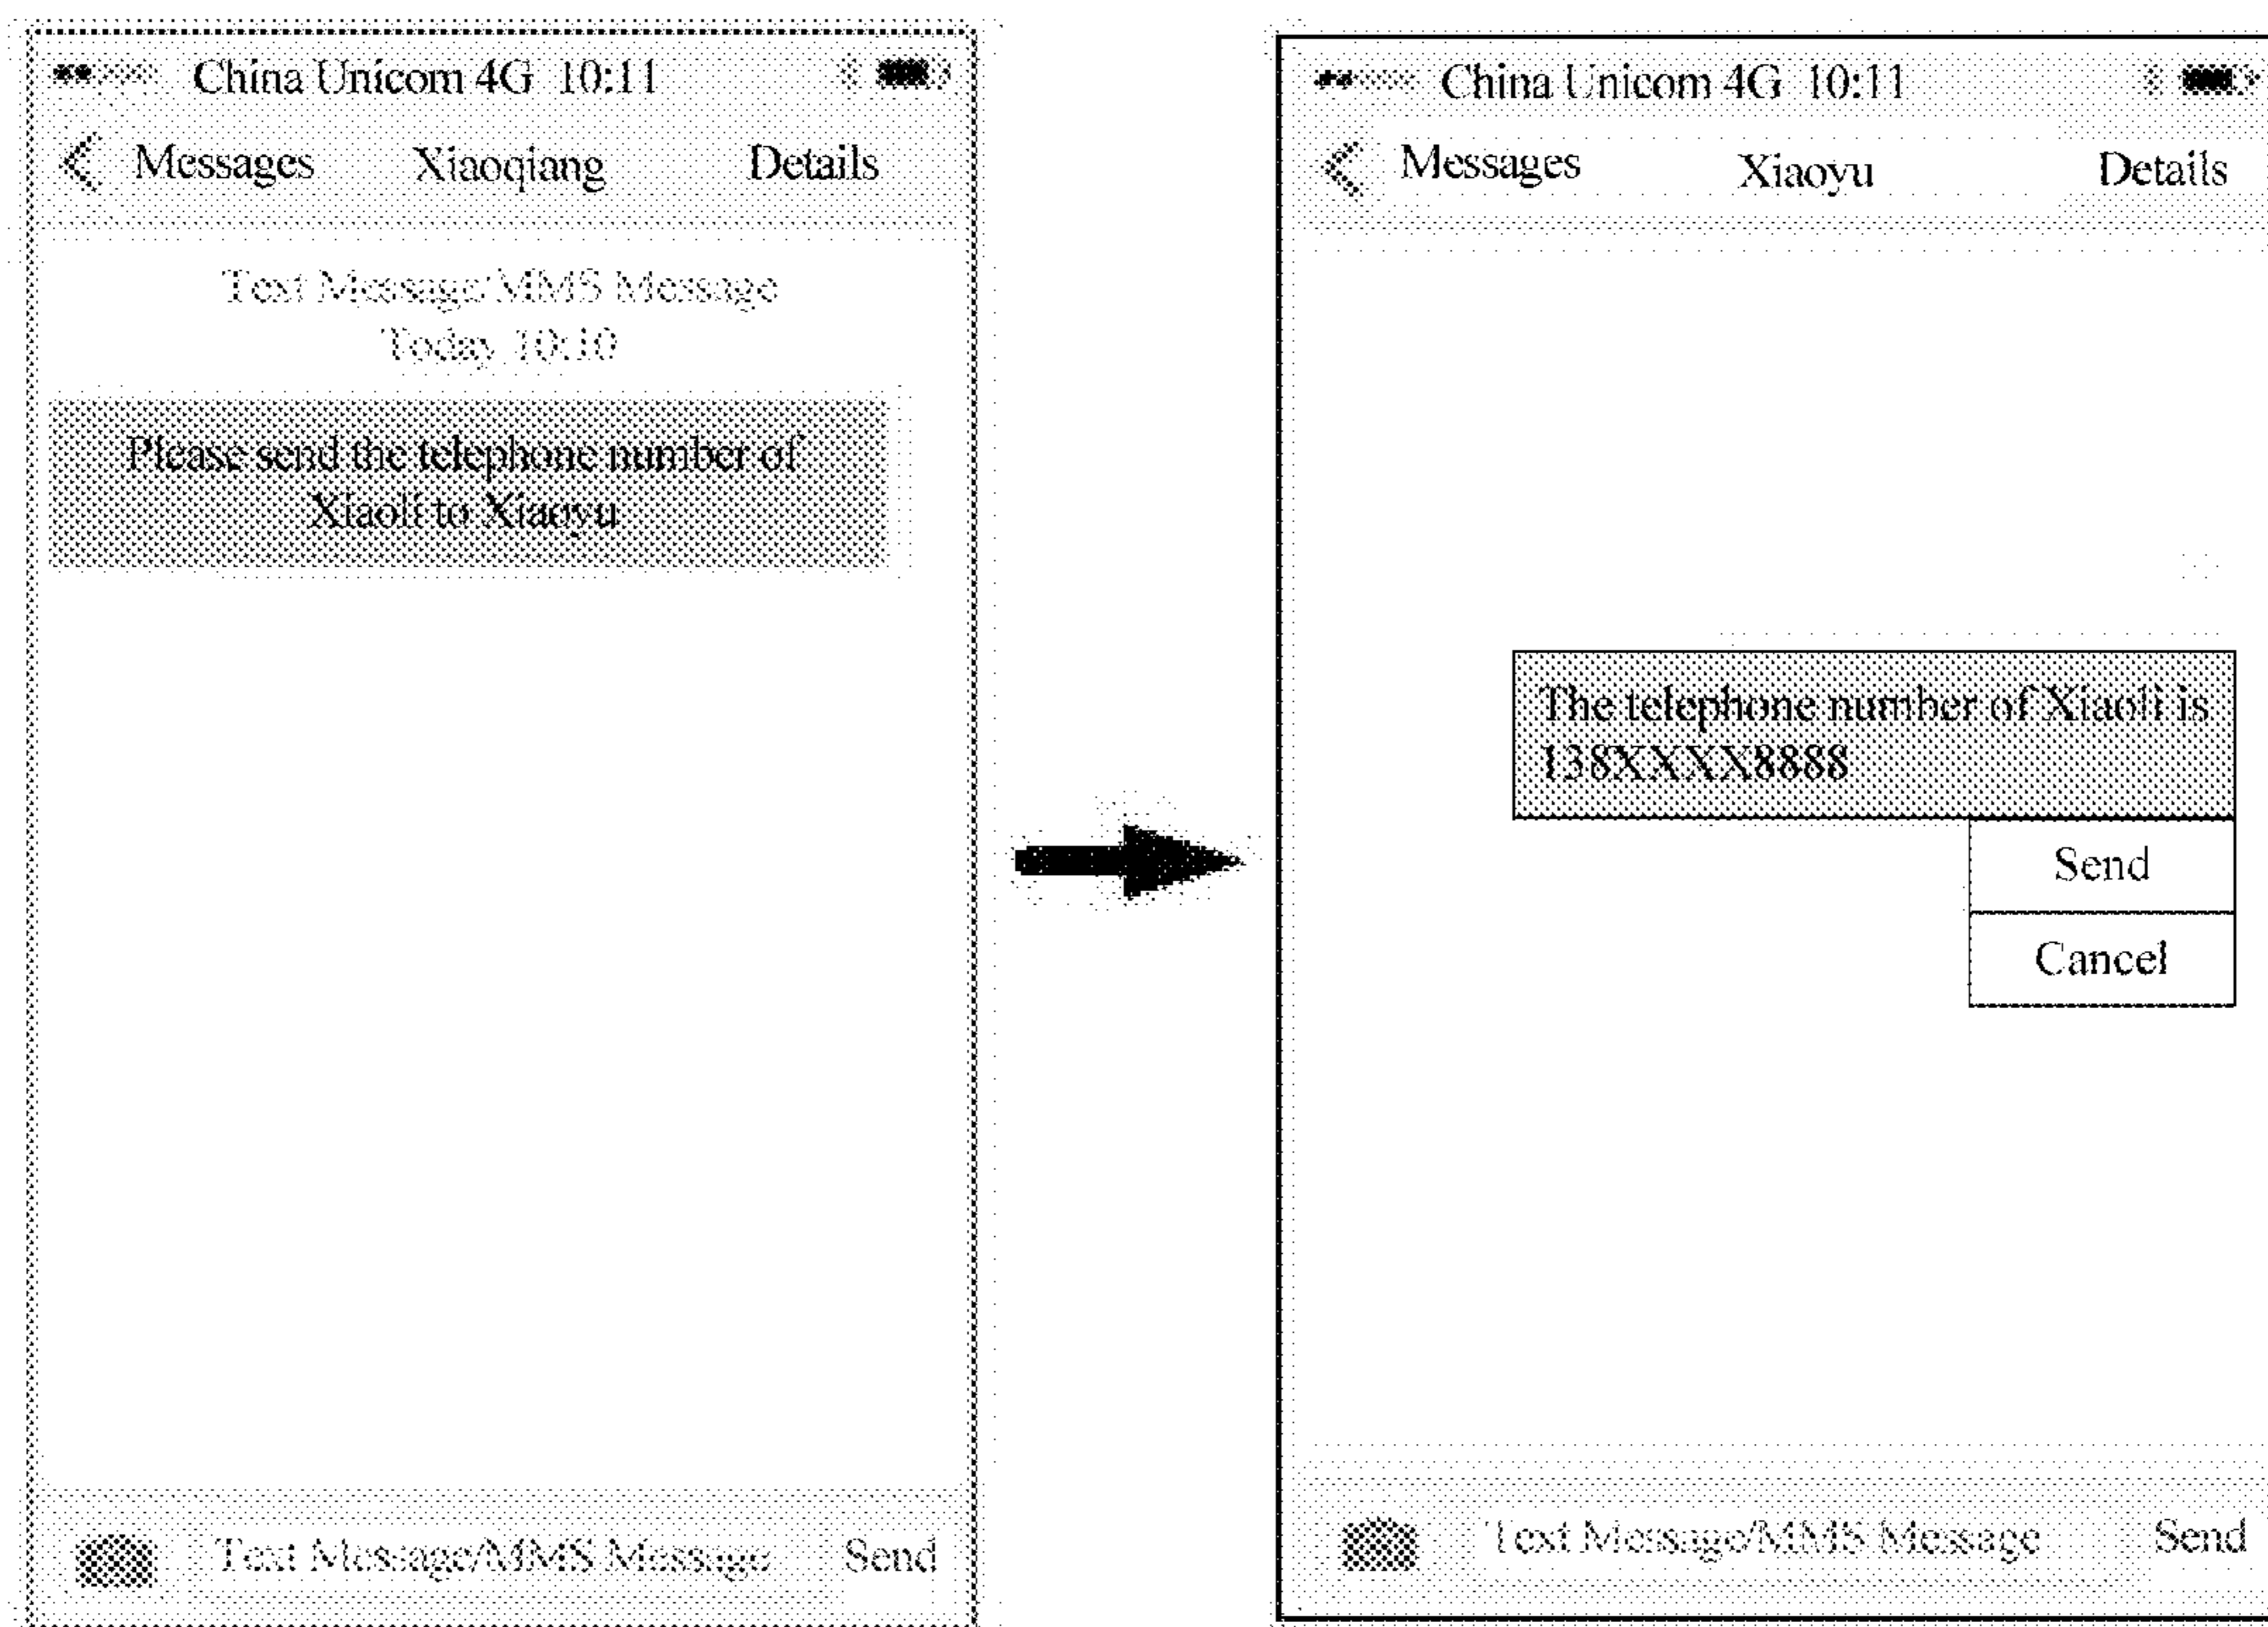 China Unicom 4G 10:11
Messages Xiaoqiang Details
Text Message/MMS Message
Today 10:10
Please send the telephone number of
Xiaoli to Xiaoyu
Text Message/MMS Message Send
China Unicom 4G 10:11
Messages Xiaoyu Details
The telephone number of Xiaoli is
138XXXX8888
Send
Cancel
Text Message/MMS Message Send